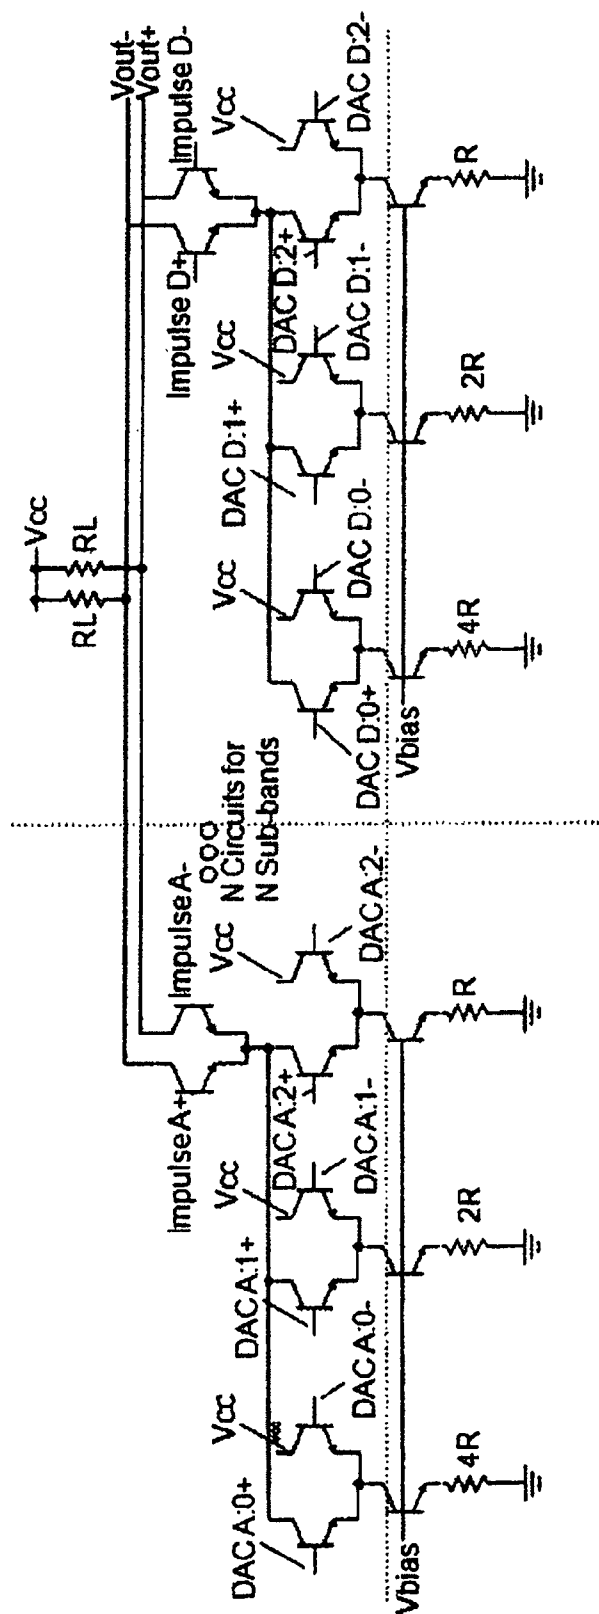 Vout-
Vout+
Vcc
RL
RL
ImpulseA+
ImpulseA-
Impulse D+
Impulse D-
N Circuits for
N Sub-bands
DAC A:0+
Vcc
DAC A:0-
DAC A:1+
Vcc
DAC A:1-
DAC A:2+
Vcc
DAC A:2-
DAC D:0+
Vcc
DAC D:0-
DAC D:1+
Vcc
DAC D:1-
DAC D:2+
Vcc
DAC D:2-
Vbias
4R
2R
R
Vbias
4R
2R
R